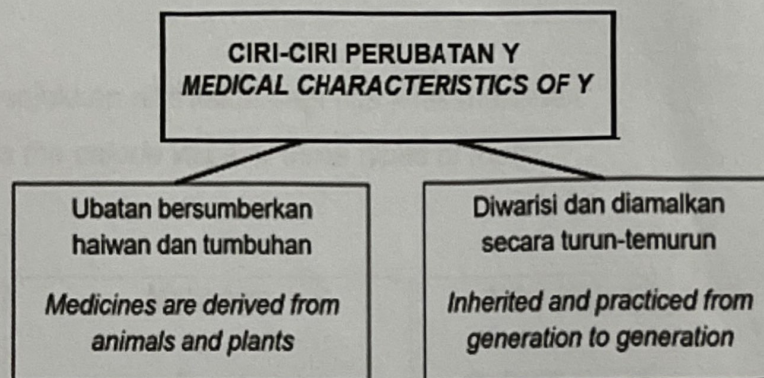 CIRI-CIRI PERUBATAN Y
MEDICAL CHARACTERISTICS OF Y
Ubatan bersumberkan
haiwan dan tumbuhan
Medicines are derived from
animals and plants
Diwarisi dan diamalkan
secara turun-temurun
Inherited and practiced from
generation to generation